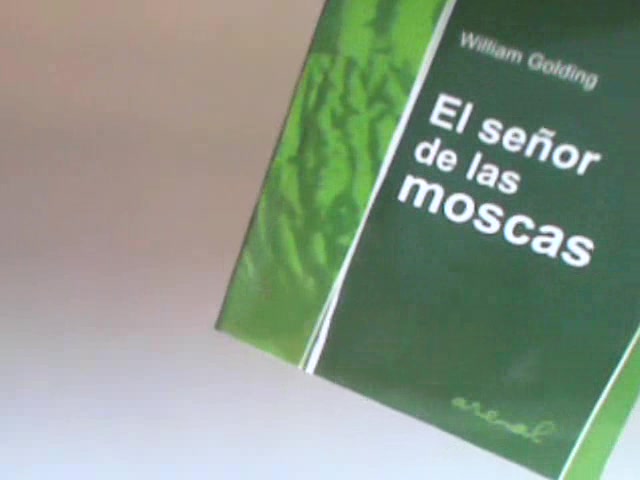 William Golding
El señor
de las
moscas
arenal